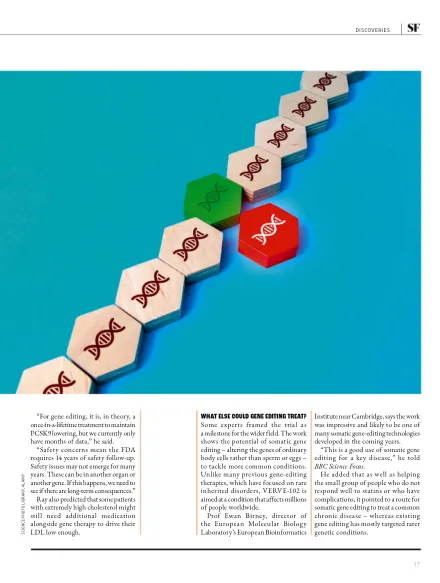 DISCOVERIES
SF
"For gene editing, it is, in theory, a
once-in-a-lifetime treatment to maintain
PCSK9 lowering, but we currently only
have months of data," he said.
"Safety concerns mean the FDA
requires 14 years of safety follow-up.
Safety issues may not emerge for many
years. These can be in another organ or
another gene. If this happens, we need to
see if there are long-term consequences."
Ray also predicted that some patients
with extremely high cholesterol might
still need additional medication
alongside gene therapy to drive their
LDL low enough.
WHAT ELSE COULD GENE EDITING TREAT?
Some experts framed the trial as
a milestone for the wider field. The work
shows the potential of somatic gene
editing – altering the genes of ordinary
body cells rather than sperm or eggs –
to tackle more common conditions.
Unlike many previous gene-editing
therapies, which have focused on rare
inherited disorders, VERVE-102 is
aimed at a condition that affects millions
of people worldwide.
Prof Ewan Birney, director of
the European Molecular Biology
Laboratory's European Bioinformatics
Institute near Cambridge, says the work
was impressive and likely to be one of
many somatic gene-editing technologies
developed in the coming years.
"This is a good use of somatic gene
editing for a key disease," he told
BBC Science Focus.
He added that as well as helping
the small group of people who do not
respond well to statins or who have
complications, it pointed to a route for
somatic gene editing to treat a common
chronic disease – whereas existing
gene editing has mostly targeted rarer
genetic conditions.
SCIENCE PHOTO LIBRARY, ALAMY
17